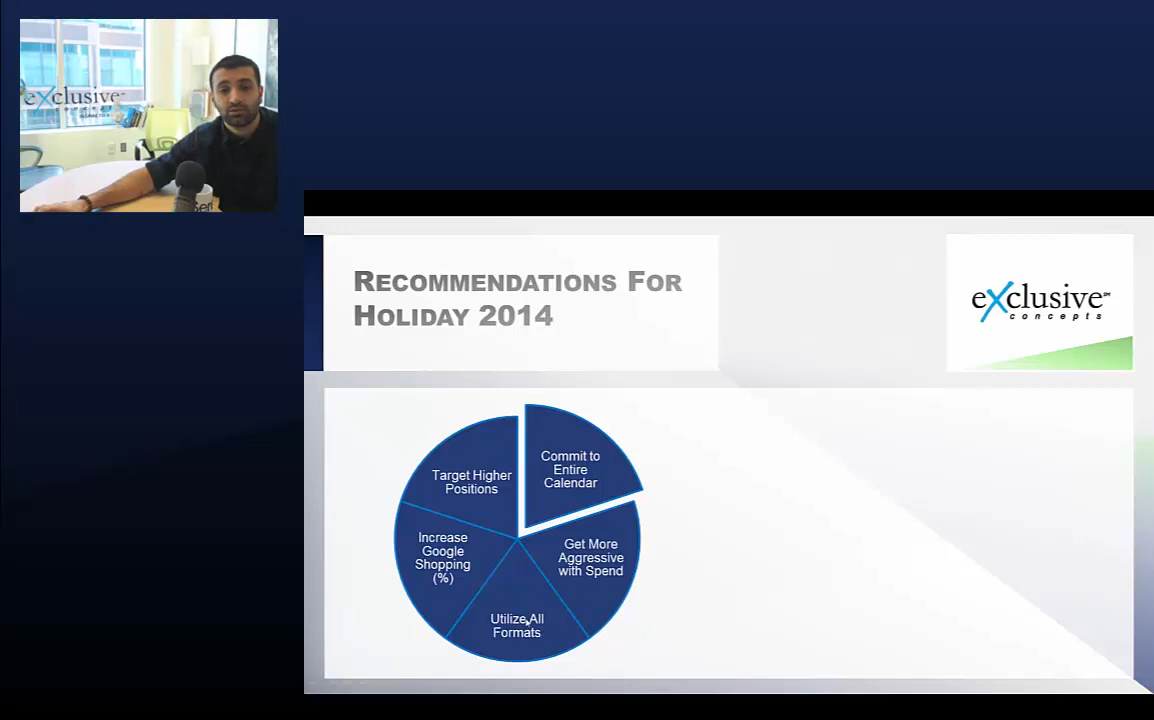 eXclusive
Recommendations For
Holiday 2014
eXclusive
concepts
Commit to
Entire
Calendar
Get More
Aggressive
with Spend
Utilize All
Formats
Increase
Google
Shopping
(%)
Target Higher
Positions